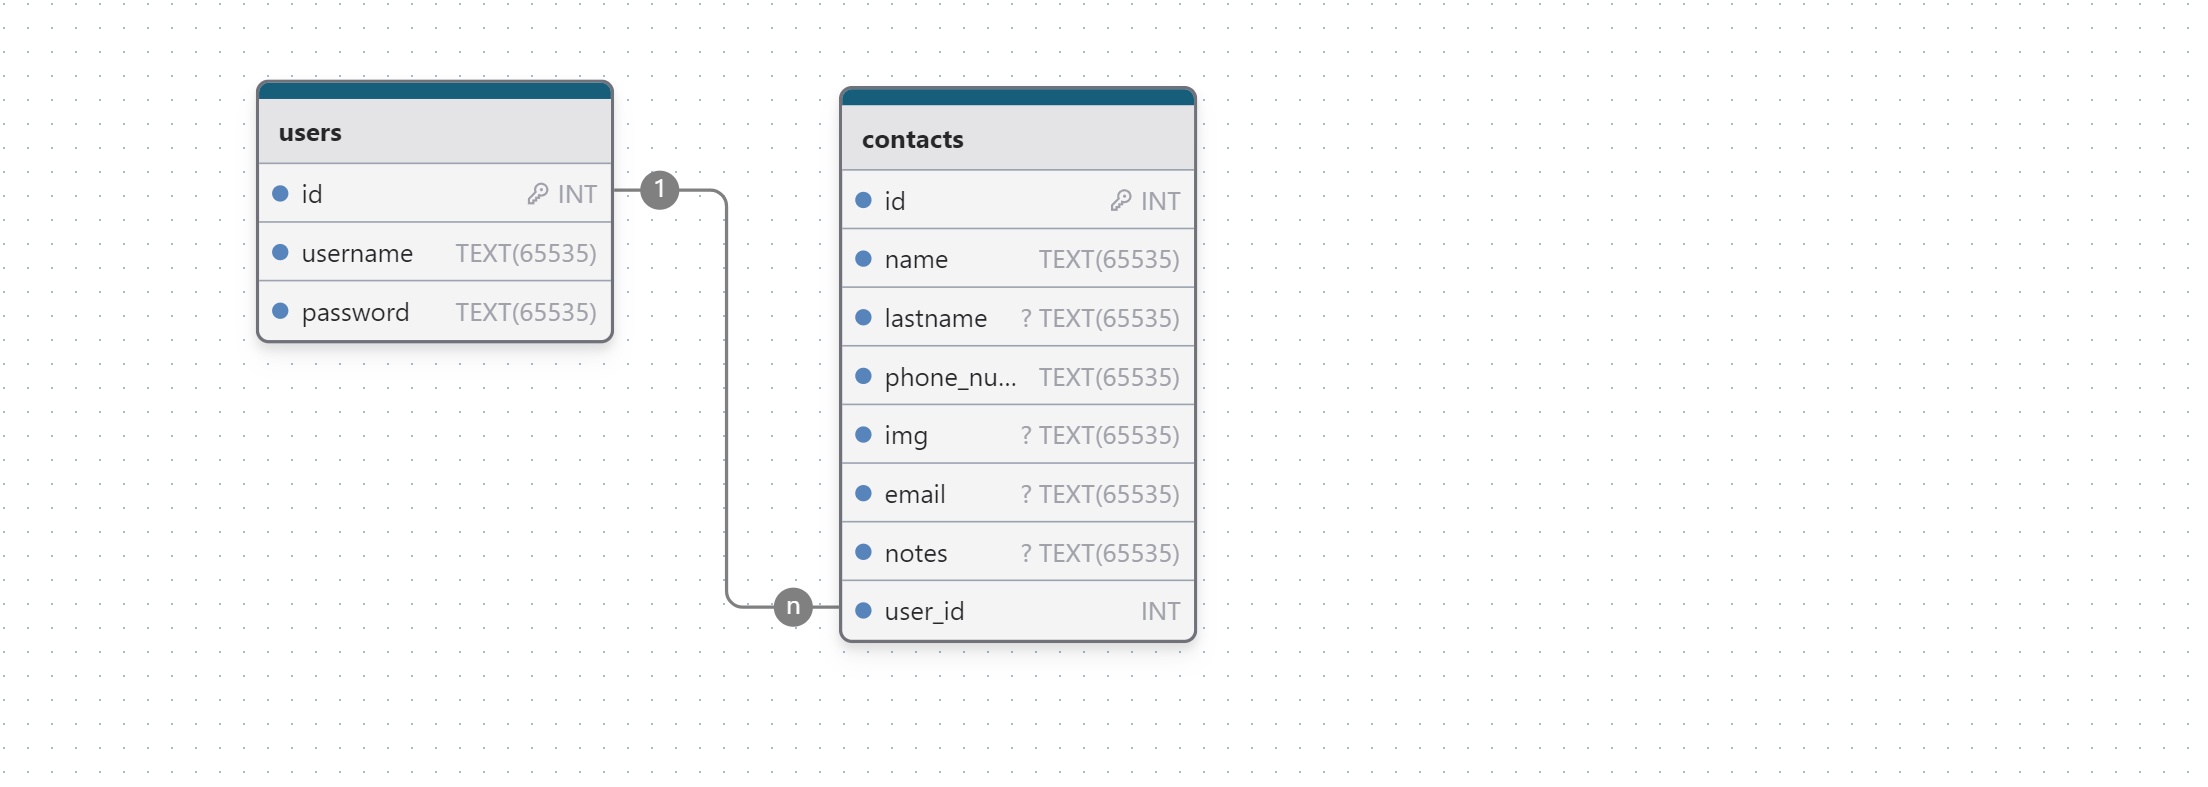 users
id INT
username TEXT(65535)
password TEXT(65535)
1
n
contacts
id INT
name TEXT(65535)
lastname ? TEXT(65535)
phone_nu... TEXT(65535)
img ? TEXT(65535)
email ? TEXT(65535)
notes ? TEXT(65535)
user_id INT